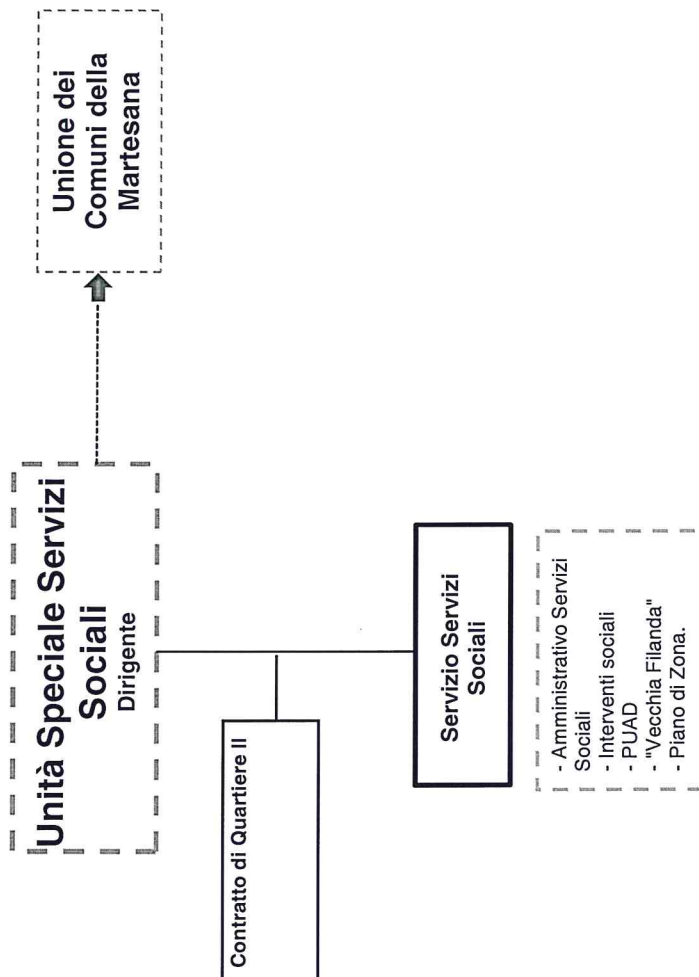 Unità Speciale Servizi
Sociali
Dirigente
Unione dei
Comuni della
Martesana
Contratto di Quartiere II
Servizio Servizi
Sociali
- Amministrativo Servizi
Sociali
- Interventi sociali
- PUAD
- "Vecchia Filanda"
- Piano di Zona.